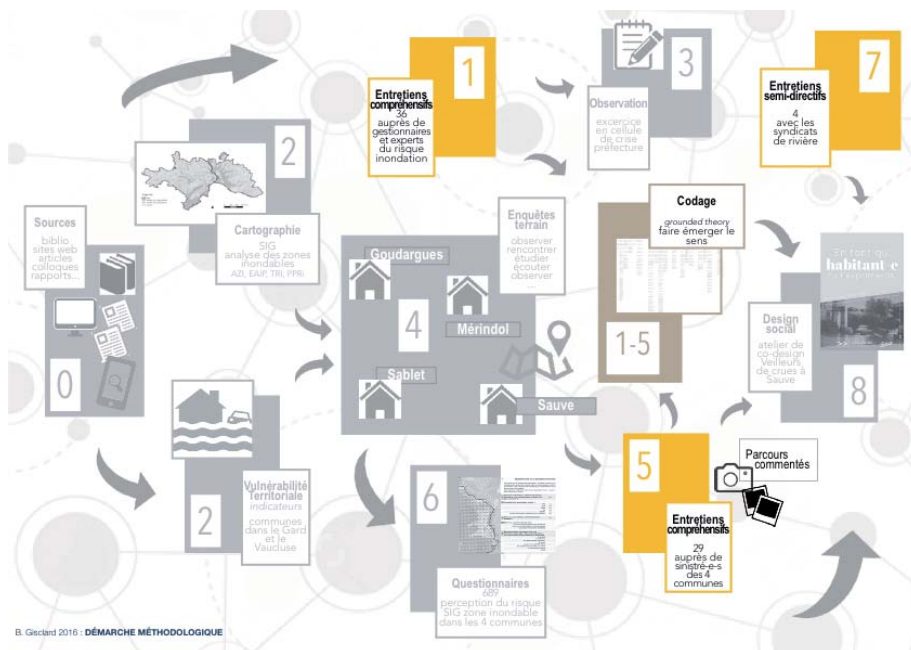 1
Entretiens
compréhensifs
36
auprès de
gestionnaires
et experts
du risque
inondation
3
Observation
excercice
en cellule
de crise
préfecture
7
Entretiens
semi-directifs
4
avec les
syndicats
de rivière
2
Cartographie
SIG
analyse des zones
inondables
AZI, EAIP, TRI, PPRi
Sources
biblio
sites web
articles
colloques
rapports...
0
Enquêtes
terrain
observer
rencontrer
étudier
écouter
observer
....
Goudargues
4
Mérindol
Sablet
Sauve
Codage
grounded theory
faire émerger le
sens
1-5
habitant·e
Design
social
atelier de
co-design
Veilleurs
de crues à
Sauve
8
2
Vulnérabilité
Territoriale
indicateurs
communes
dans le Gard
et le
Vaucluse
6
Questionnaires
689
perception du risque
SIG zone inondable
dans les 4 communes
5
Entretiens
compréhensifs
29
auprès de
sinistré-e-s
des 4
communes
Parcours
commentés
B. Gisclard 2016 : DÉMARCHE MÉTHODOLOGIQUE